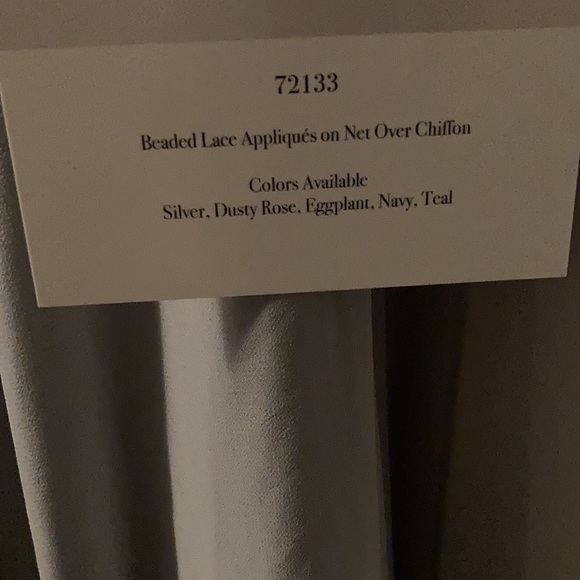 72133
Beaded Lace Appliqués on Net Over Chiffon
Colors Available
Silver, Dusty Rose, Eggplant, Navy, Teal